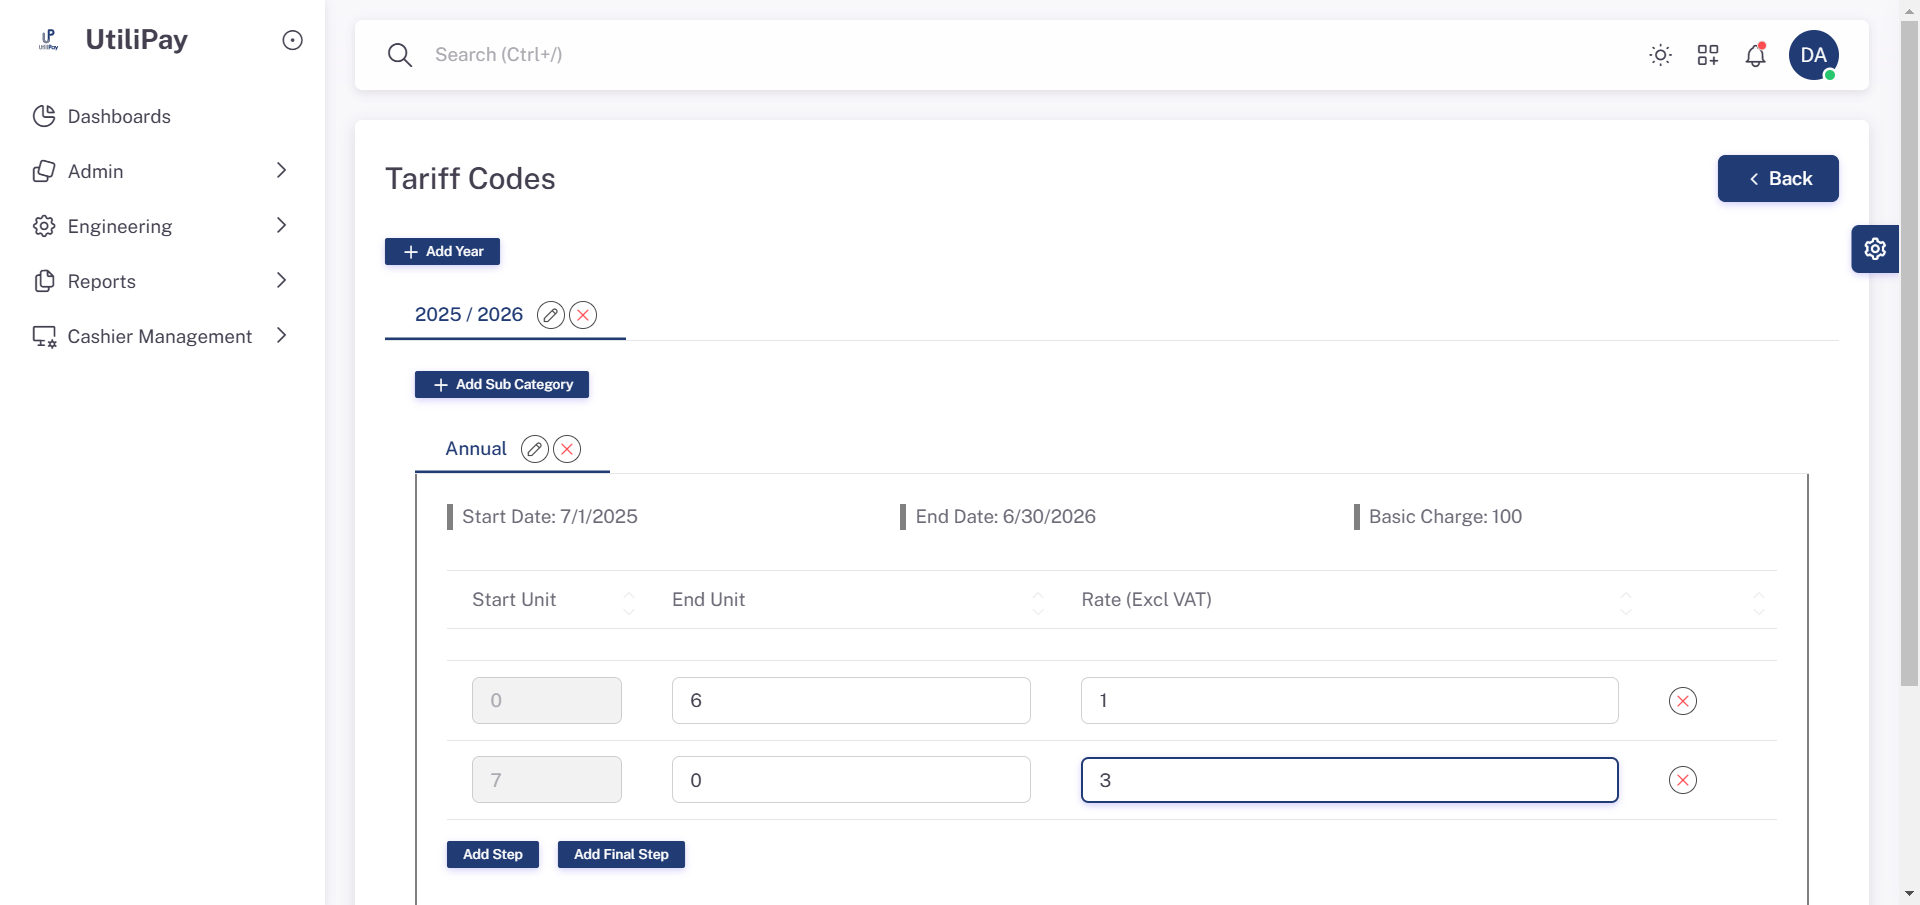 UP
UtiliPay
UtiliPay
Search (Ctrl+/)
DA
Dashboards
Admin
Engineering
Reports
Cashier Management
Tariff Codes
Back
Add Year
2025 / 2026
Add Sub Category
Annual
Start Date: 7/1/2025
End Date: 6/30/2026
Basic Charge: 100
Start Unit
End Unit
Rate (Excl VAT)
0
6
1
7
0
3
Add Step
Add Final Step